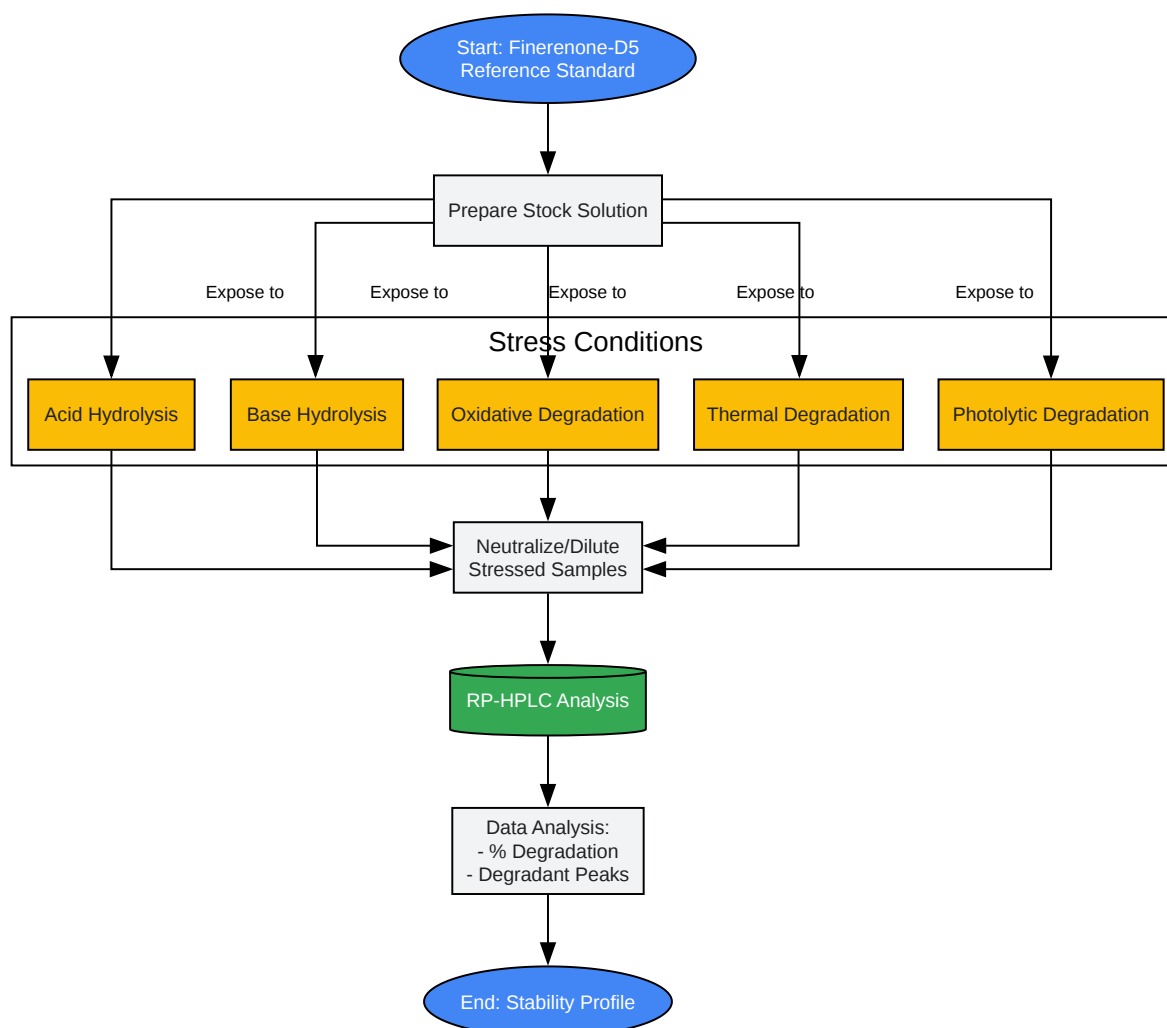 Start: Finerenone-D5
Reference Standard
Prepare Stock Solution
Expose to
Expose to
Expose to
Expose to
Expose to
Stress Conditions
Acid Hydrolysis
Base Hydrolysis
Oxidative Degradation
Thermal Degradation
Photolytic Degradation
Neutralize/Dilute
Stressed Samples
RP-HPLC Analysis
Data Analysis:
- % Degradation
- Degradant Peaks
End: Stability Profile